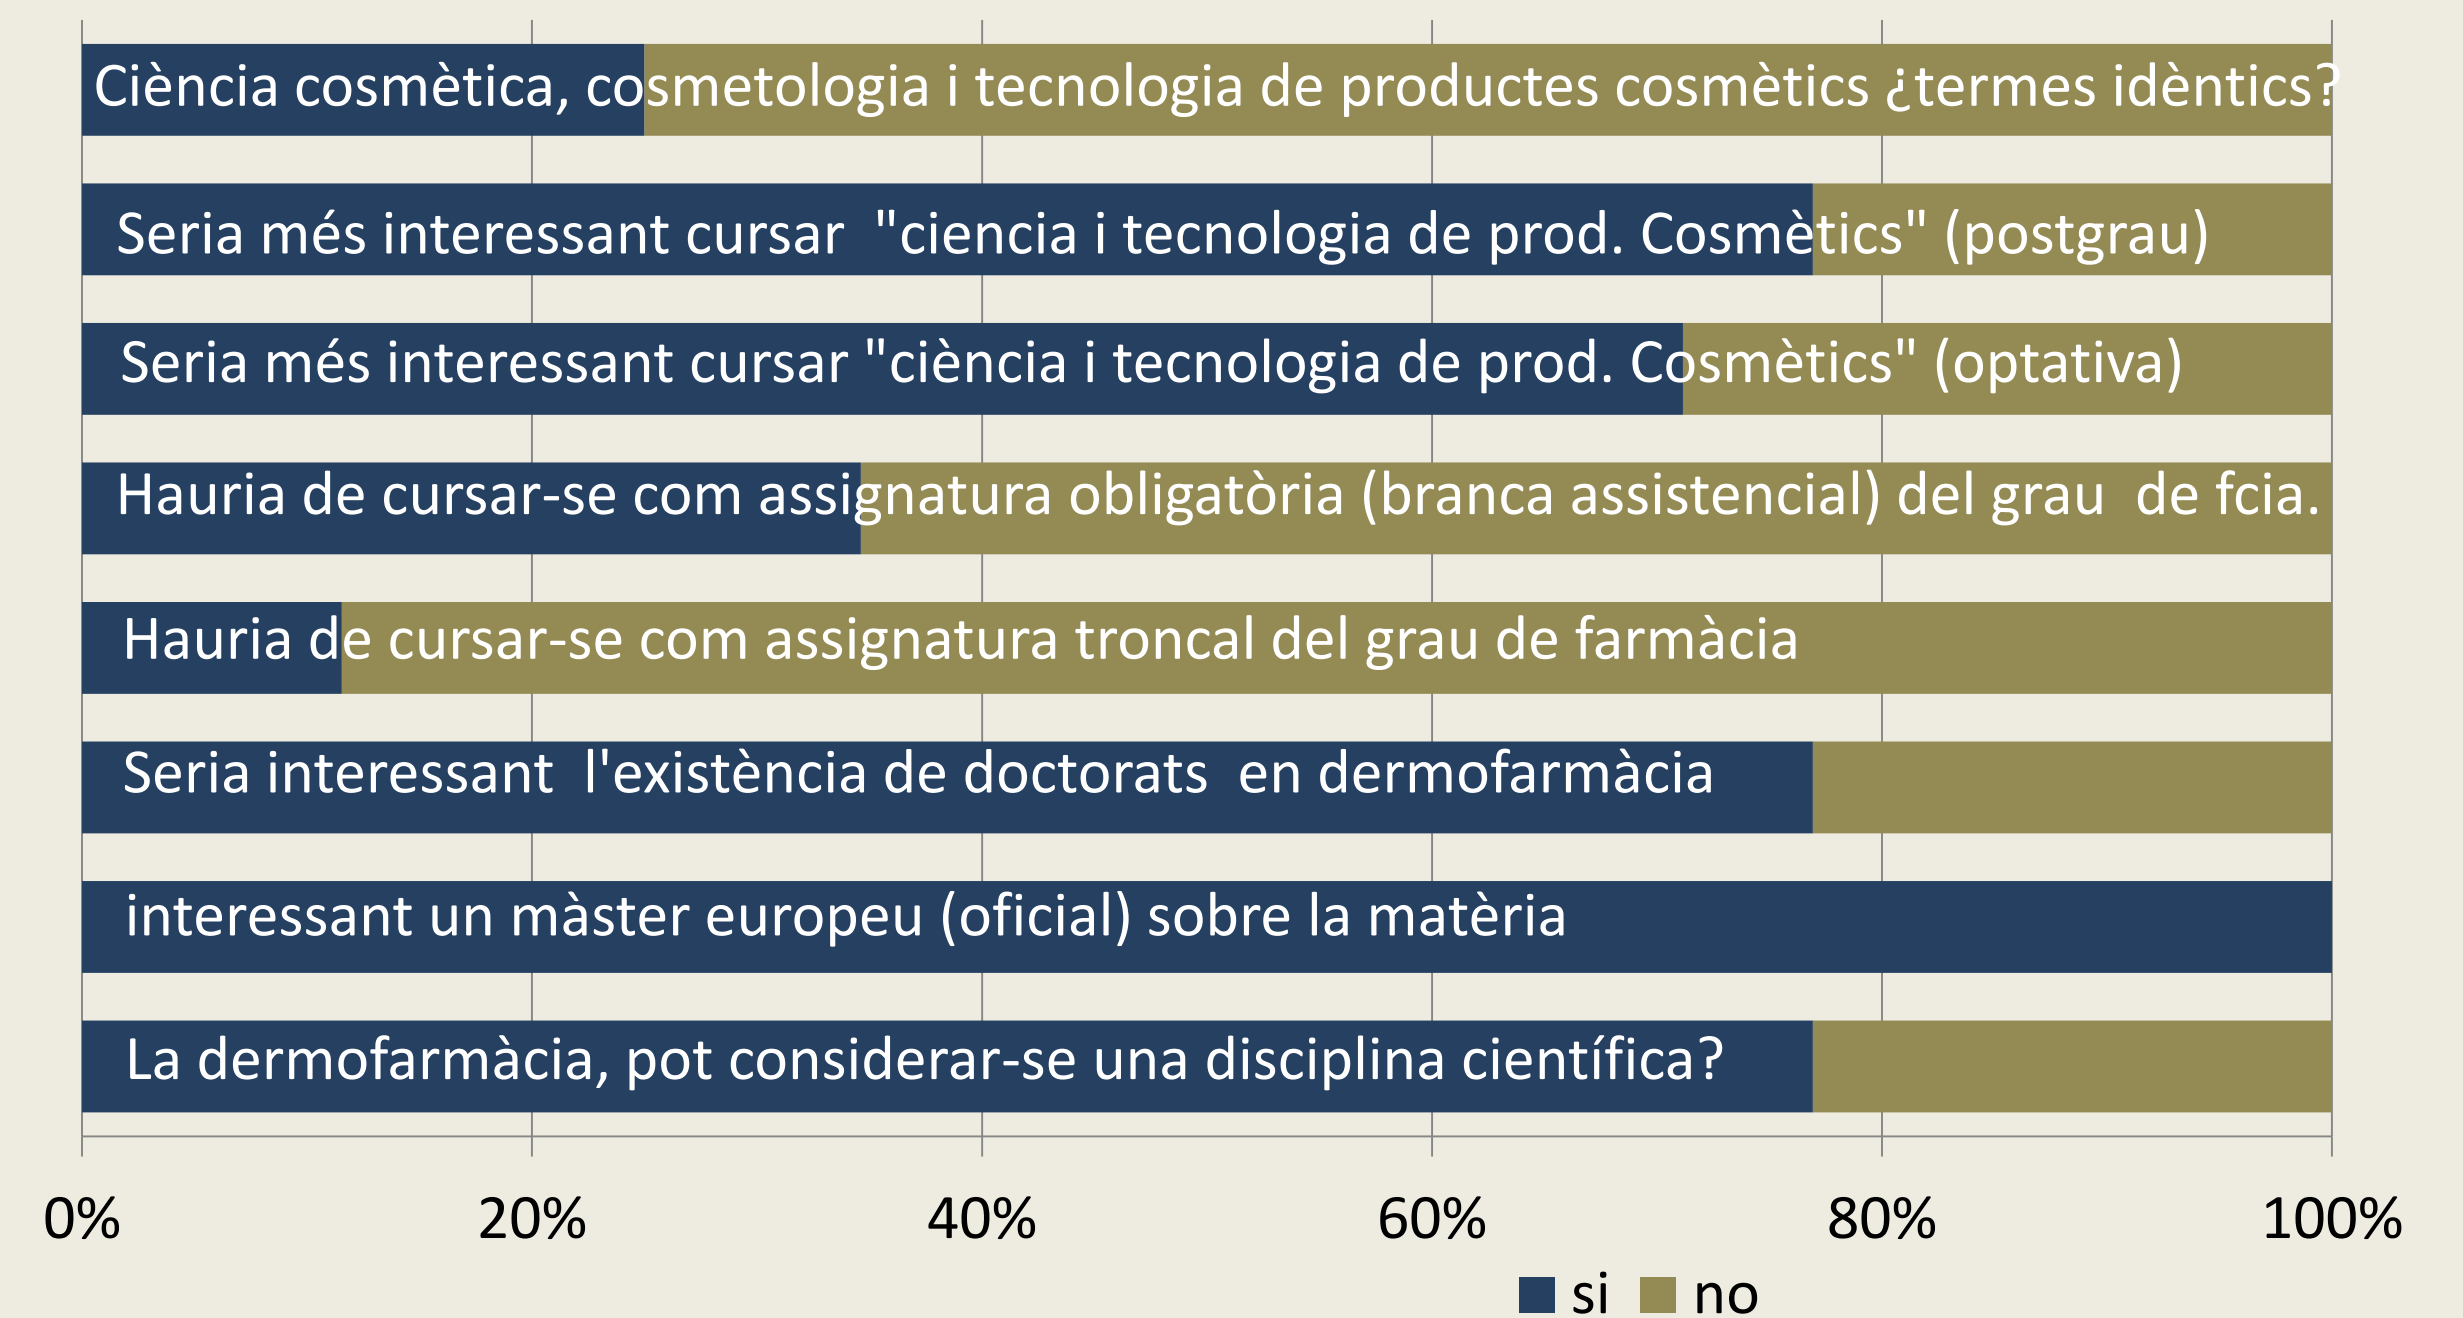 Ciència cosmètica, cosmetologia i tecnologia de productes cosmètics ¿termes idèntics?
Seria més interessant cursar  "ciencia i tecnologia de prod. Cosmètics" (postgrau)
Seria més interessant cursar "ciència i tecnologia de prod. Cosmètics" (optativa)
Hauria de cursar-se com assignatura obligatòria (branca assistencial) del grau  de fcia.
Hauria de cursar-se com assignatura troncal del grau de farmàcia
Seria interessant  l'existència de doctorats  en dermofarmàcia
interessant un màster europeu (oficial) sobre la matèria
La dermofarmàcia, pot considerar-se una disciplina científica?
0% 20% 40% 60% 80% 100%
si no